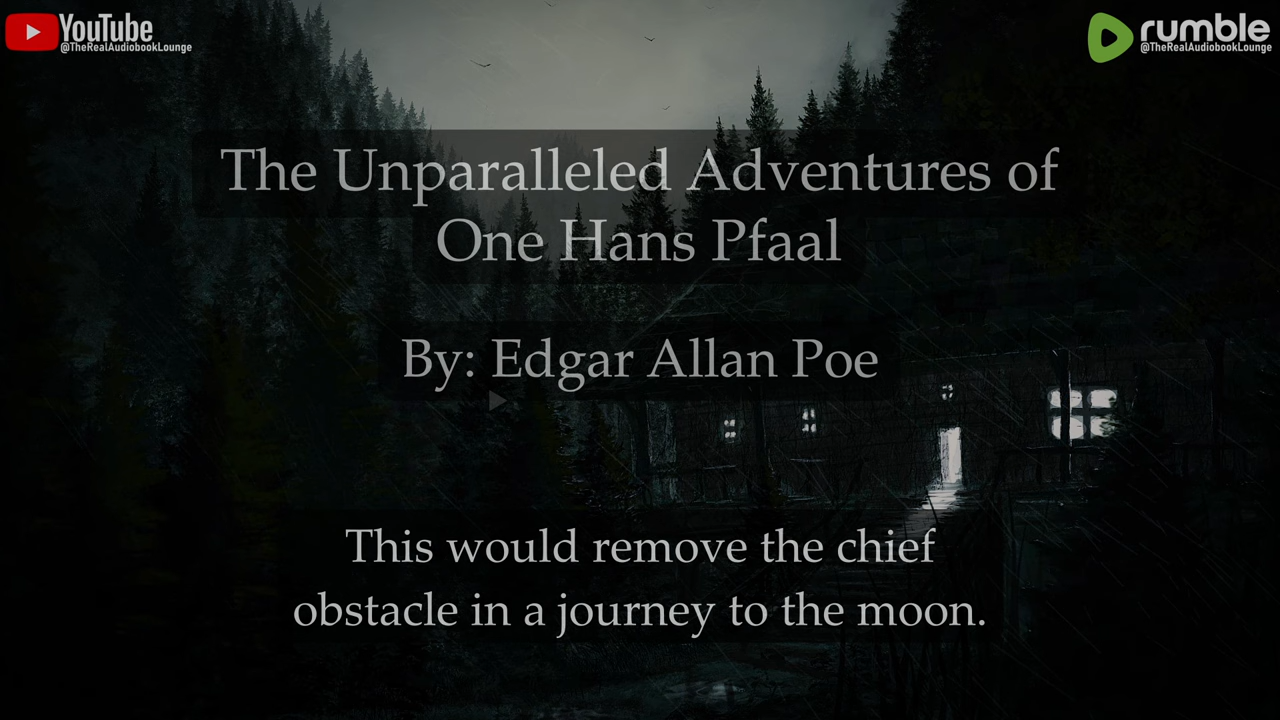 YouTube
@TheRealAudiobookLounge
rumble
@TheRealAudiobookLounge
The Unparalleled Adventures of
One Hans Pfaal
By: Edgar Allan Poe
This would remove the chief
obstacle in a journey to the moon.